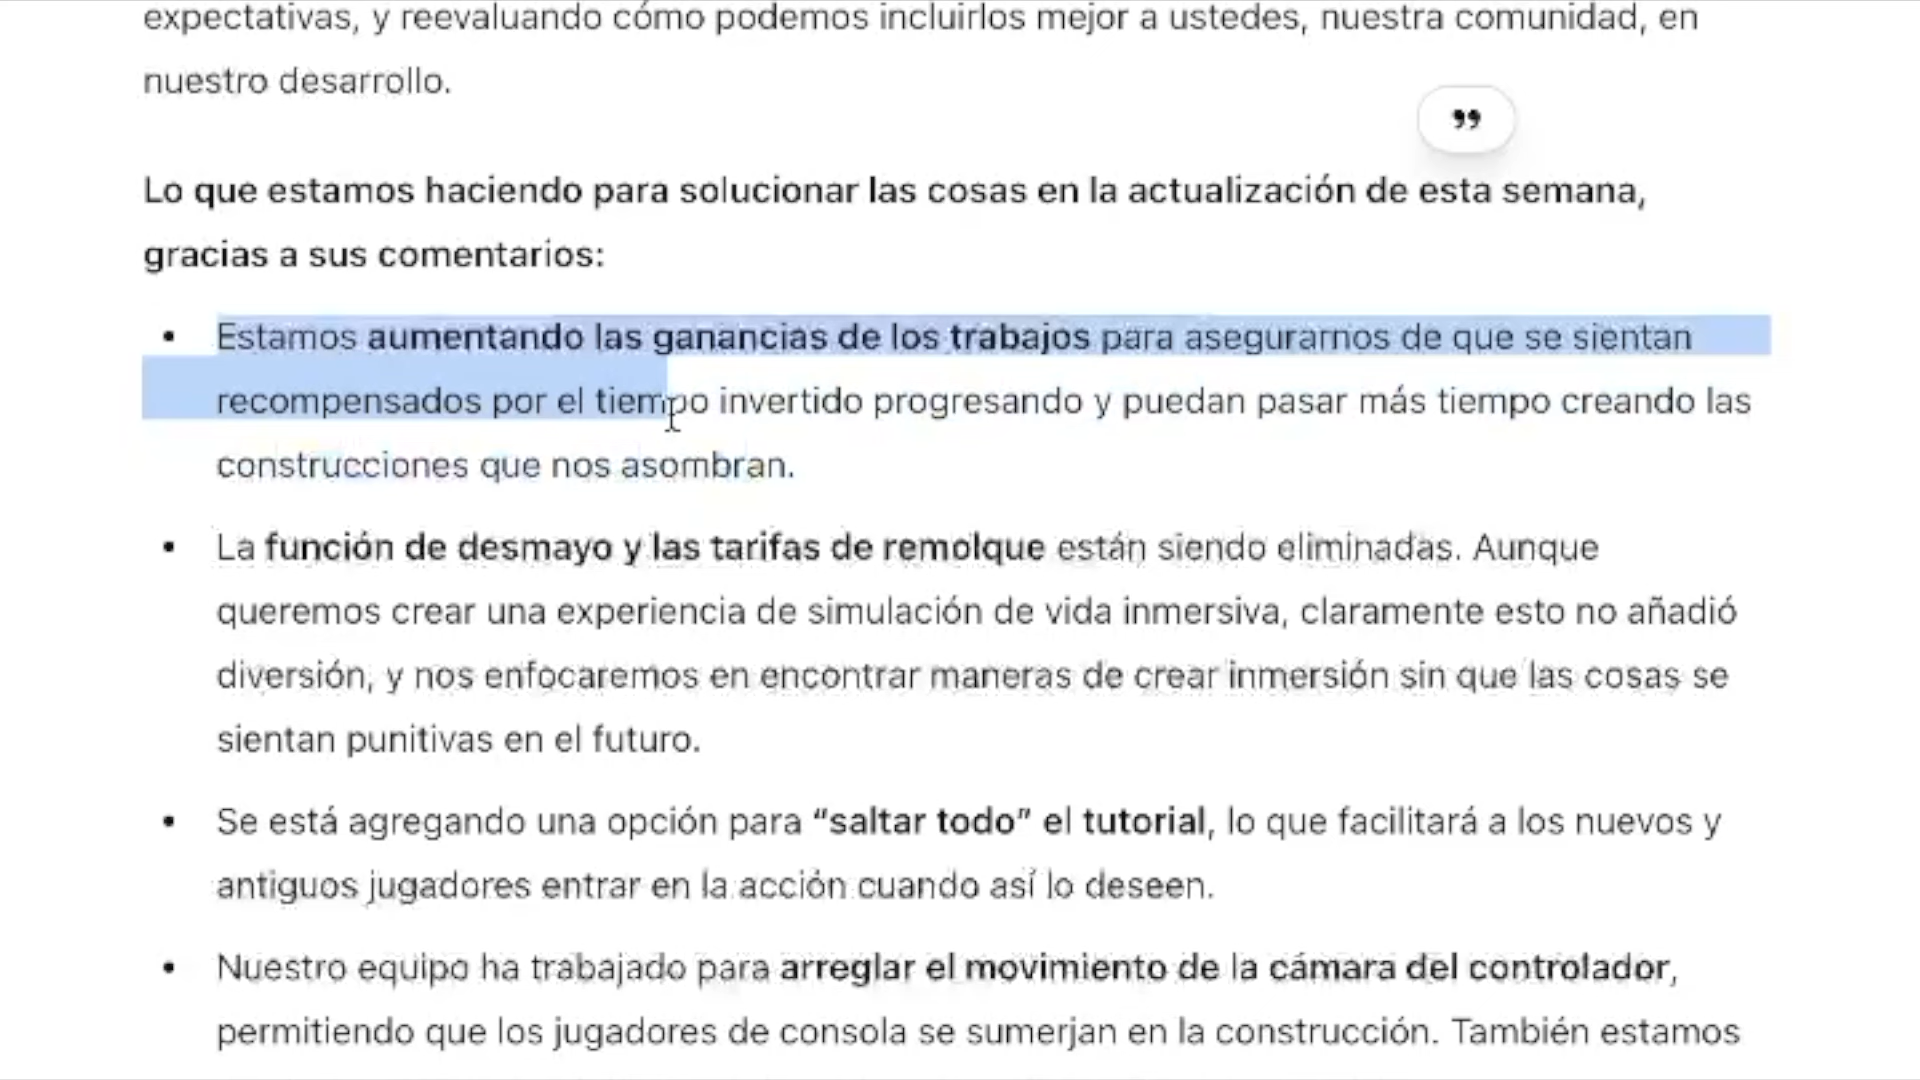 expectativas, y reevaluando cómo podemos incluirlos mejor a ustedes, nuestra comunidad, en
nuestro desarrollo.
”
Lo que estamos haciendo para solucionar las cosas en la actualización de esta semana,
gracias a sus comentarios:
• Estamos aumentando las ganancias de los trabajos para asegurarnos de que se sientan
recompensados por el tiempo invertido progresando y puedan pasar más tiempo creando las
construcciones que nos asombran.
• La función de desmayo y las tarifas de remolque están siendo eliminadas. Aunque
queremos crear una experiencia de simulación de vida inmersiva, claramente esto no añadió
diversión, y nos enfocaremos en encontrar maneras de crear inmersión sin que las cosas se
sientan punitivas en el futuro.
• Se está agregando una opción para “saltar todo” el tutorial, lo que facilitará a los nuevos y
antiguos jugadores entrar en la acción cuando así lo deseen.
• Nuestro equipo ha trabajado para arreglar el movimiento de la cámara del controlador,
permitiendo que los jugadores de consola se sumerjan en la construcción. También estamos